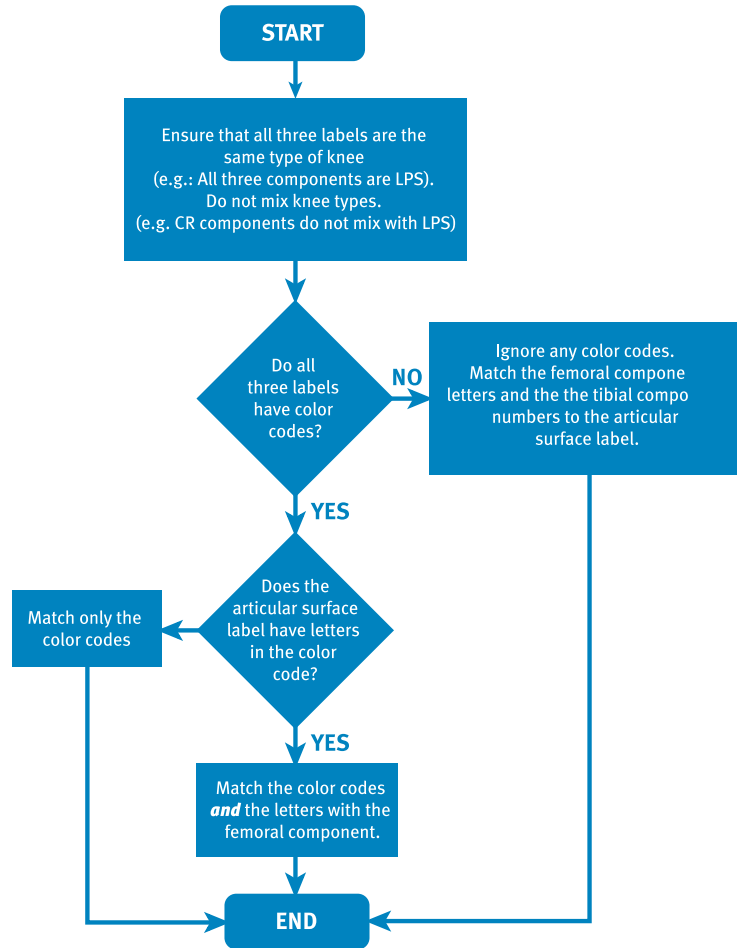 START
Ensure that all three labels are the
same type of knee
(e.g.: All three components are LPS).
Do not mix knee types.
(e.g. CR components do not mix with LPS)
Do all
three labels
have color
codes?
NO
Ignore any color codes.
Match the femoral compone
letters and the the tibial compo
numbers to the articular
surface label.
YES
Does the
articular surface
label have letters
in the color
code?
Match only the
color codes
YES
Match the color codes
and the letters with the
femoral component.
END